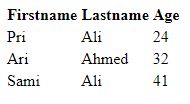 Firstname Lastname Age
Pri Ali 24
Ari Ahmed 32
Sami Ali 41